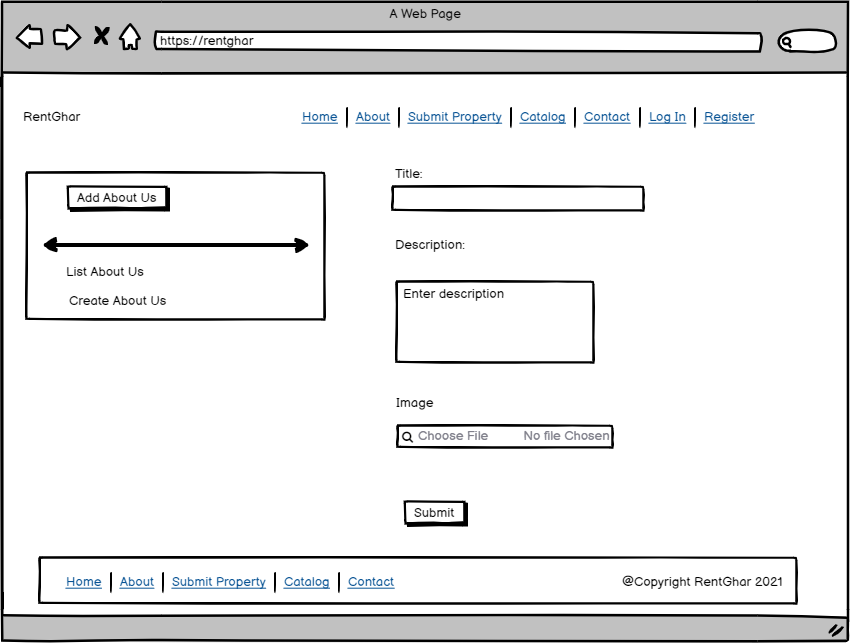 A Web Page
https://rentghar
RentGhar
Home | About | Submit Property | Catalog | Contact | Log In | Register
Add About Us
List About Us
Create About Us
Title:
Description:
Enter description
Image
Choose File No file Chosen
Submit
Home | About | Submit Property | Catalog | Contact
@Copyright RentGhar 2021